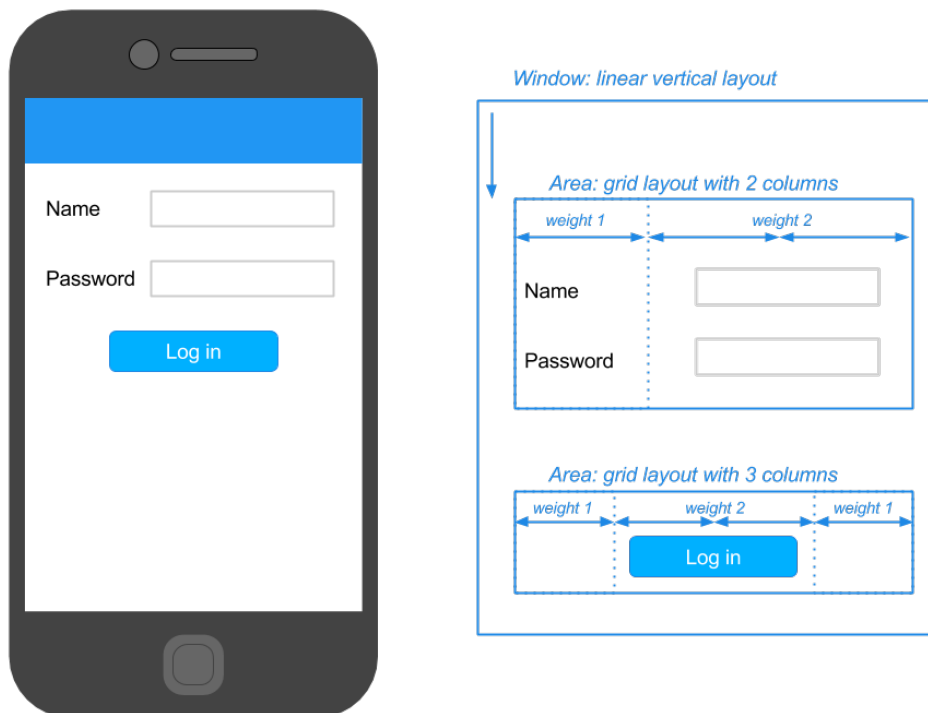 Name
Password
Log in
Window: linear vertical layout
Area: grid layout with 2 columns
weight 1 weight 2
Name
Password
Area: grid layout with 3 columns
weight 1 weight 2 weight 1
Log in